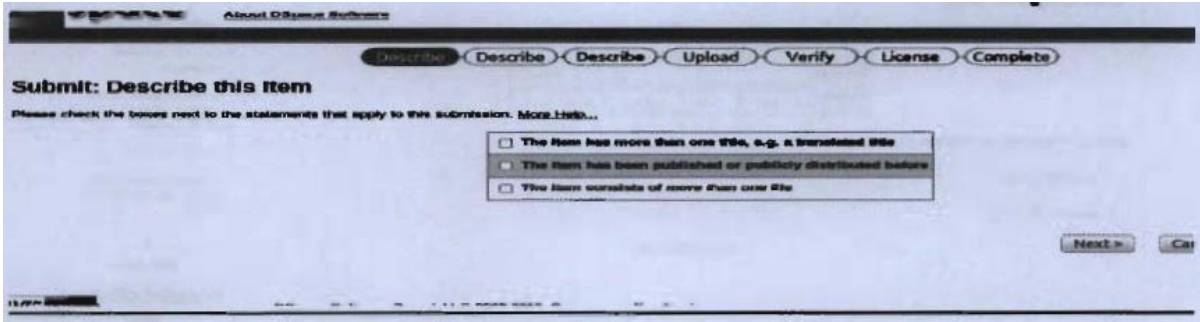 About DSpace Software
Describe Describe Describe Upload Verify License Complete
Submit: Describe this Item
Please check the boxes next to the statements that apply to this submission. More Help...
The item has more than one title, e.g. a translated title
The item has been published or publicly distributed before
The item consists of more than one file
Next >